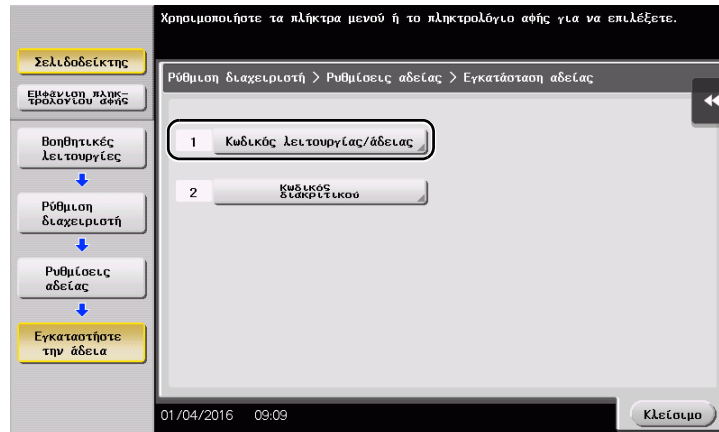 Χρησιμοποιήστε τα πλήκτρα μενού ή το πληκτρολόγιο αφής για να επιλέξετε.
Σελιδοδείκτης
Εμφάνιση πληκ-
τρολογίου αφής
Βοηθητικές
λειτουργίες
Ρύθμιση
διαχειριστή
Ρυθμίσεις
αδείας
Εγκαταστήστε
την άδεια
Ρύθμιση διαχειριστή > Ρυθμίσεις αδείας > Εγκατάσταση αδείας
1 Κωδικός λειτουργίας/άδειας
2 Κωδικός
διακριτικού
01/04/2016 09:09
Κλείσιμο